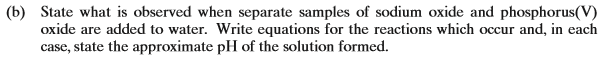 (b) State what is observed when separate samples of sodium oxide and phosphorus(V)
oxide are added to water. Write equations for the reactions which occur and, in each
case, state the approximate pH of the solution formed.